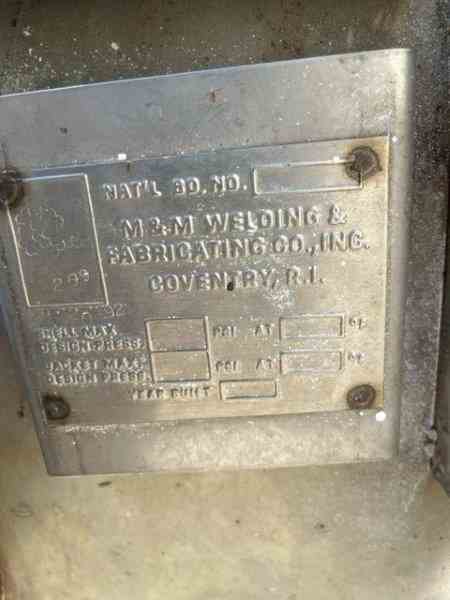 NAT'L BD. NO.
M & M WELDING &
FABRICATING CO., INC.
COVENTRY, R.I.
SHELL MAX. PSI AT °F.
DESIGN PRESS.
JACKET MAX. PSI AT °F.
DESIGN PRESS.
YEAR BUILT